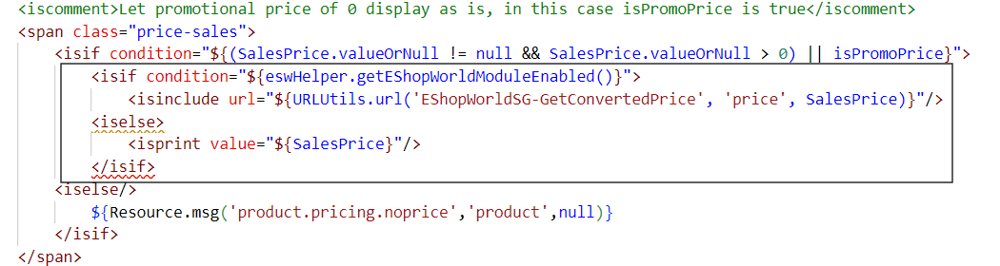 <iscomment>Let promotional price of 0 display as is, in this case isPromoPrice is true</iscomment>
<span class="price-sales">
<isif condition="${(SalesPrice.valueOrNull != null && SalesPrice.valueOrNull > 0) || isPromoPrice}">
<isif condition="${eswHelper.getEShopWorldModuleEnabled()}">
<isinclude url="${URLUtils.url('EShopWorldSG-GetConvertedPrice', 'price', SalesPrice)}"/>
<iselse>
<isprint value="${SalesPrice}"/>
</isif>
<iselse/>
${Resource.msg('product.pricing.noprice','product',null)}
</isif>
</span>